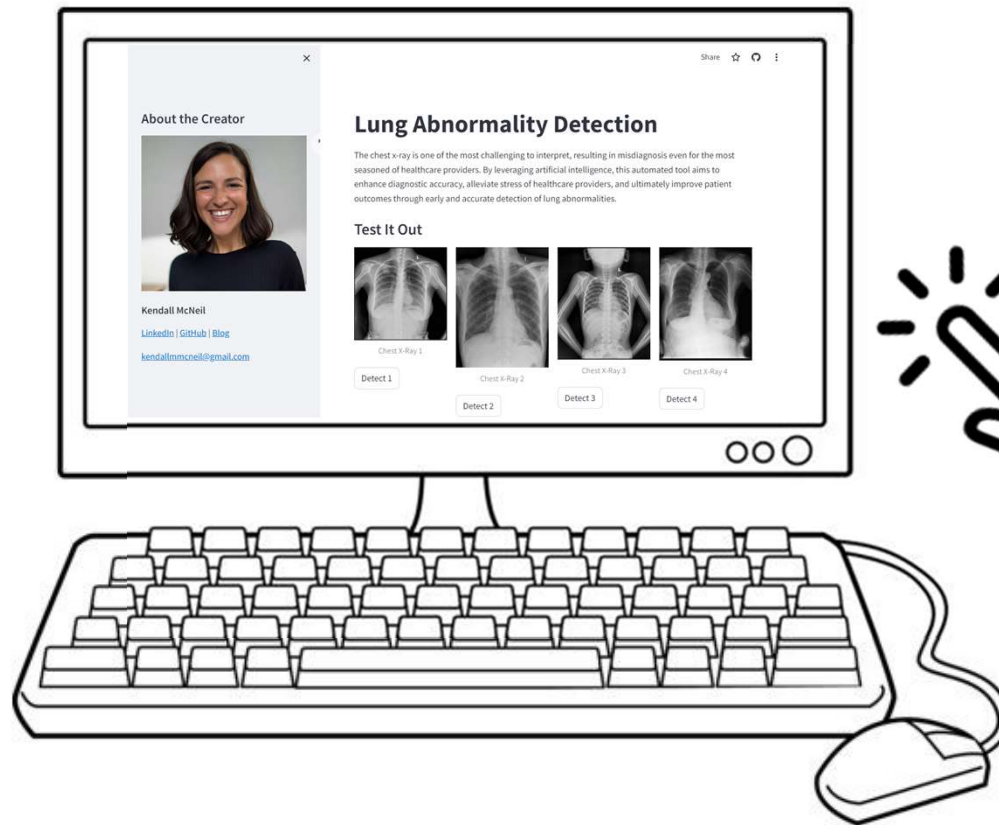 Share
About the Creator
Kendall McNeil
LinkedIn | GitHub | Blog
kendallmmcneil@gmail.com
Lung Abnormality Detection
The chest x-ray is one of the most challenging to interpret, resulting in misdiagnosis even for the most
seasoned of healthcare providers. By leveraging artificial intelligence, this automated tool aims to
enhance diagnostic accuracy, alleviate stress of healthcare providers, and ultimately improve patient
outcomes through early and accurate detection of lung abnormalities.
Test It Out
Chest X-Ray 1
Detect 1
Chest X-Ray 2
Detect 2
Chest X-Ray 3
Detect 3
Chest X-Ray 4
Detect 4